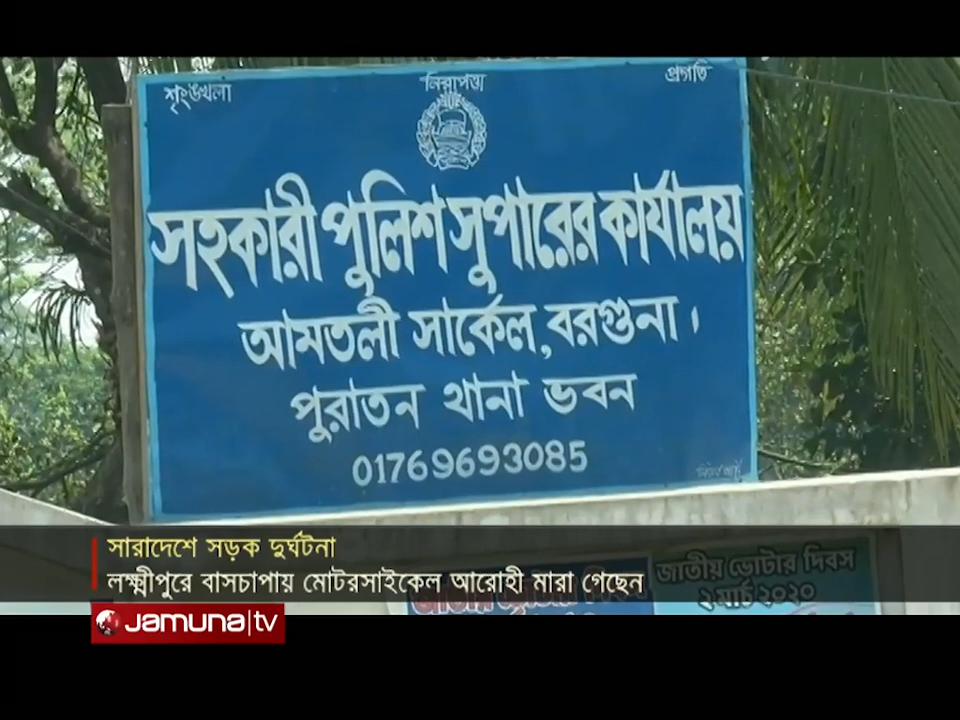 শৃংঙখলা নিরাপত্তা প্রগতি
সহকারী পুলিশ সুপারের কার্যালয়
আমতলী সার্কেল, বরগুনা।
পুরাতন থানা ভবন
01769693085
সারাদেশে সড়ক দুর্ঘটনা
লক্ষ্মীপুরে বাসচাপায় মোটরসাইকেল আরোহী মারা গেছেন
জাতীয় ভোটার দিবস
২ মার্চ ২০২০
Jamuna|tv